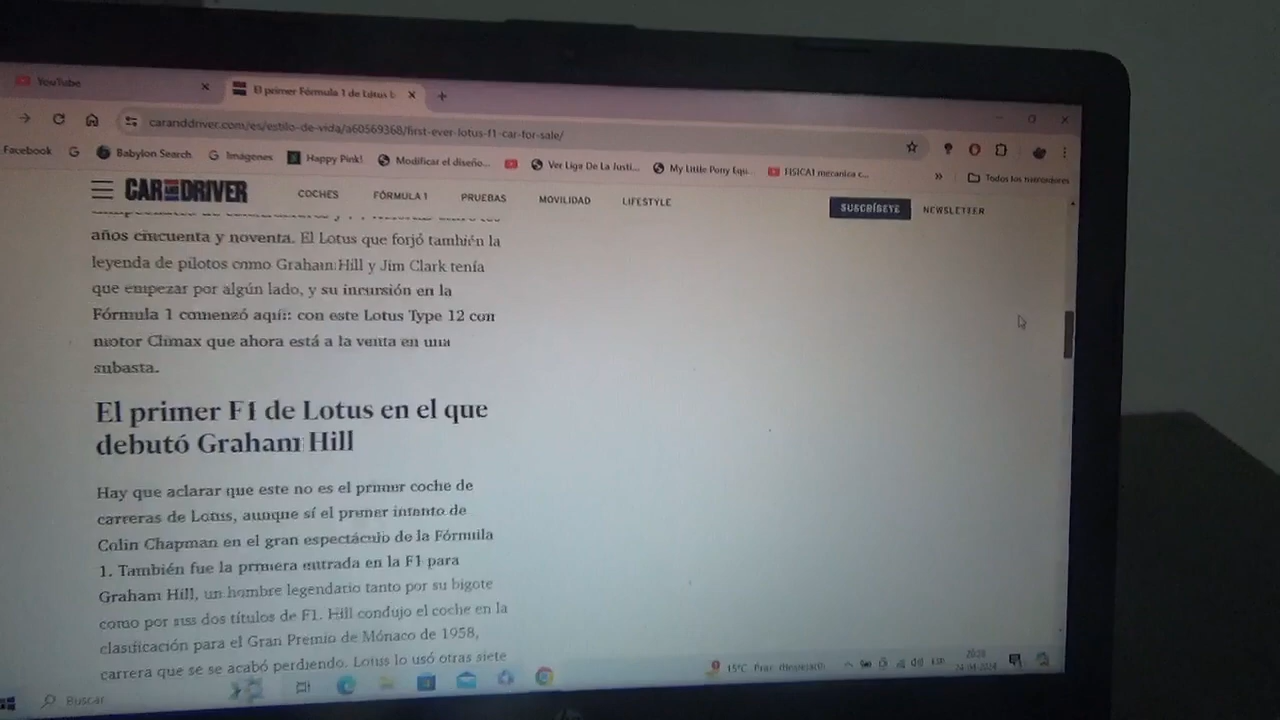 YouTube
El primer Fórmula 1 de Lotus
caranddriver.com/es/estilo-de-vida/a60569368/first-ever-lotus-f1-car-for-sale/
Facebook
Babylon Search
Imágenes
Happy Pink!
Modificar el diseño...
Ver Liga De La Justi...
My Little Pony Equ...
FISICA1 mecanica c...
»
Todos los marcadores
CAR AND DRIVER
COCHES
FÓRMULA 1
PRUEBAS
MOVILIDAD
LIFESTYLE
SUSCRÍBETE
NEWSLETTER
años cincuenta y noventa. El Lotus que forjó también la
leyenda de pilotos como Graham Hill y Jim Clark tenía
que empezar por algún lado, y su incursión en la
Fórmula 1 comenzó aquí: con este Lotus Type 12 con
motor Climax que ahora está a la venta en una
subasta.
El primer F1 de Lotus en el que
debutó Graham Hill
Hay que aclarar que este no es el primer coche de
carreras de Lotus, aunque sí el primer intento de
Colin Chapman en el gran espectáculo de la Fórmula
1. También fue la primera entrada en la F1 para
Graham Hill, un hombre legendario tanto por su bigote
como por sus dos títulos de F1. Hill condujo el coche en la
clasificación para el Gran Premio de Mónaco de 1958,
carrera que se se acabó perdiendo. Lotus lo usó otras siete
Buscar
15°C
20:28
24-04-2024